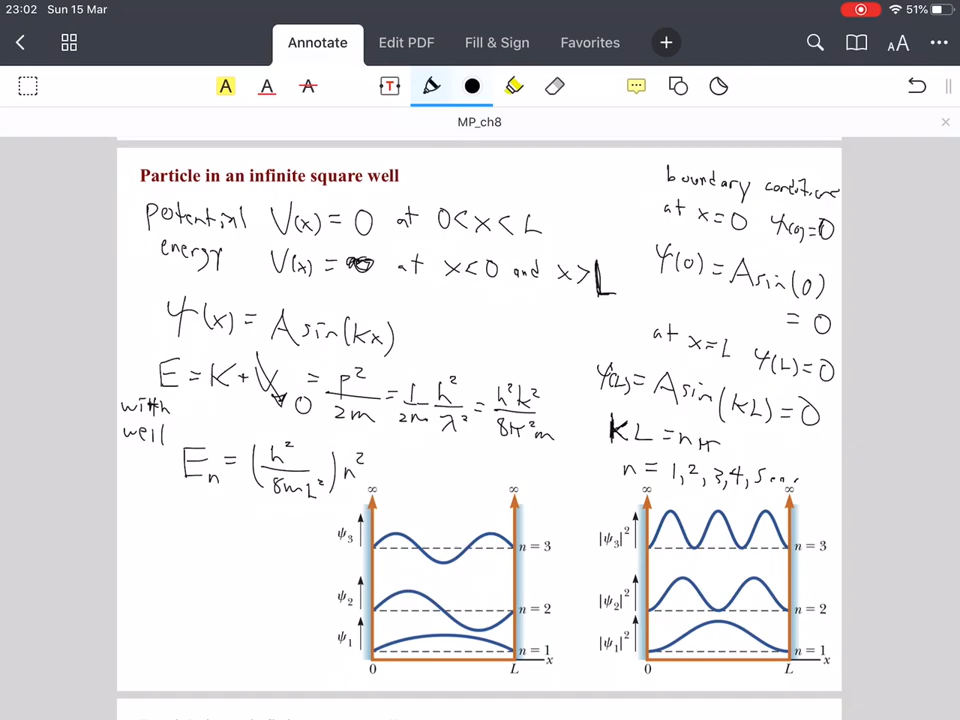 23:02 Sun 15 Mar
51%
Annotate Edit PDF Fill & Sign Favorites
MP_ch8
Particle in an infinite square well
potential V(x) = 0 at 0 < x < L
energy V(x) = ∞ at x < 0 and x > L
ψ(x) = A sin(kx)
E = K + V = p²/2m = 1/2m h²/λ² = h²k²/8π²m
0
with
well
Eₙ = (h²/8mL²) n²
boundary conditions
at x = 0 ψ(0) = 0
ψ(0) = A sin(0)
= 0
at x = L ψ(L) = 0
ψ(L) = A sin(kL) = 0
kL = nπ
n = 1, 2, 3, 4, 5 ...
∞ ∞
ψ₃ n = 3
ψ₂ n = 2
ψ₁ n = 1
x
0 L
∞ ∞
|ψ₃|² n = 3
|ψ₂|² n = 2
|ψ₁|² n = 1
x
0 L